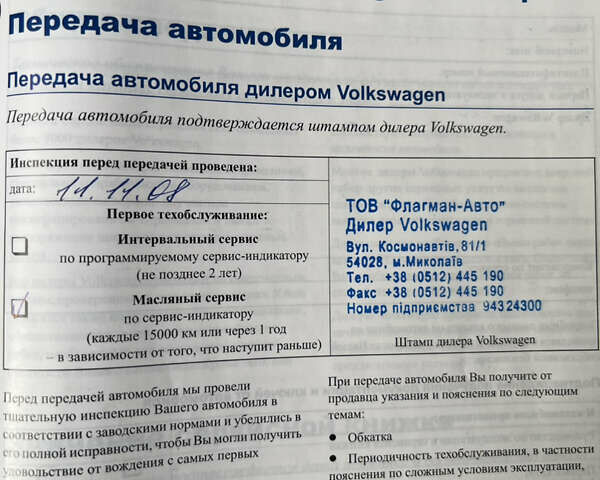 Передача автомобиля
Передача автомобиля дилером Volkswagen
Передача автомобиля подтверждается штампом дилера Volkswagen.
Инспекция перед передачей проведена:
дата: 11.11.08
Первое техобслуживание:
Интервальный сервис
по программируемому сервис-индикатору
(не позднее 2 лет)
Масляный сервис
по сервис-индикатору
(каждые 15000 км или через 1 год
– в зависимости от того, что наступит раньше)
ТОВ "Флагман-Авто"
Дилер Volkswagen
Вул. Космонавтів, 81/1
54028, м.Миколаїв
Тел. +38 (0512) 445 190
Факс +38 (0512) 445 190
Номер підприємства 94324300
Штамп дилера Volkswagen
Перед передачей автомобиля мы провели
тщательную инспекцию Вашего автомобиля в
соответствии с заводскими нормами и убедились в
его полной исправности, чтобы Вы могли получить
удовольствие от вождения с самых первых
При передаче автомобиля Вы получите от
продавца указания и пояснения по следующим
темам:
● Обкатка
● Периодичность техобслуживания, в частности
пояснения по сложным условиям эксплуатации,